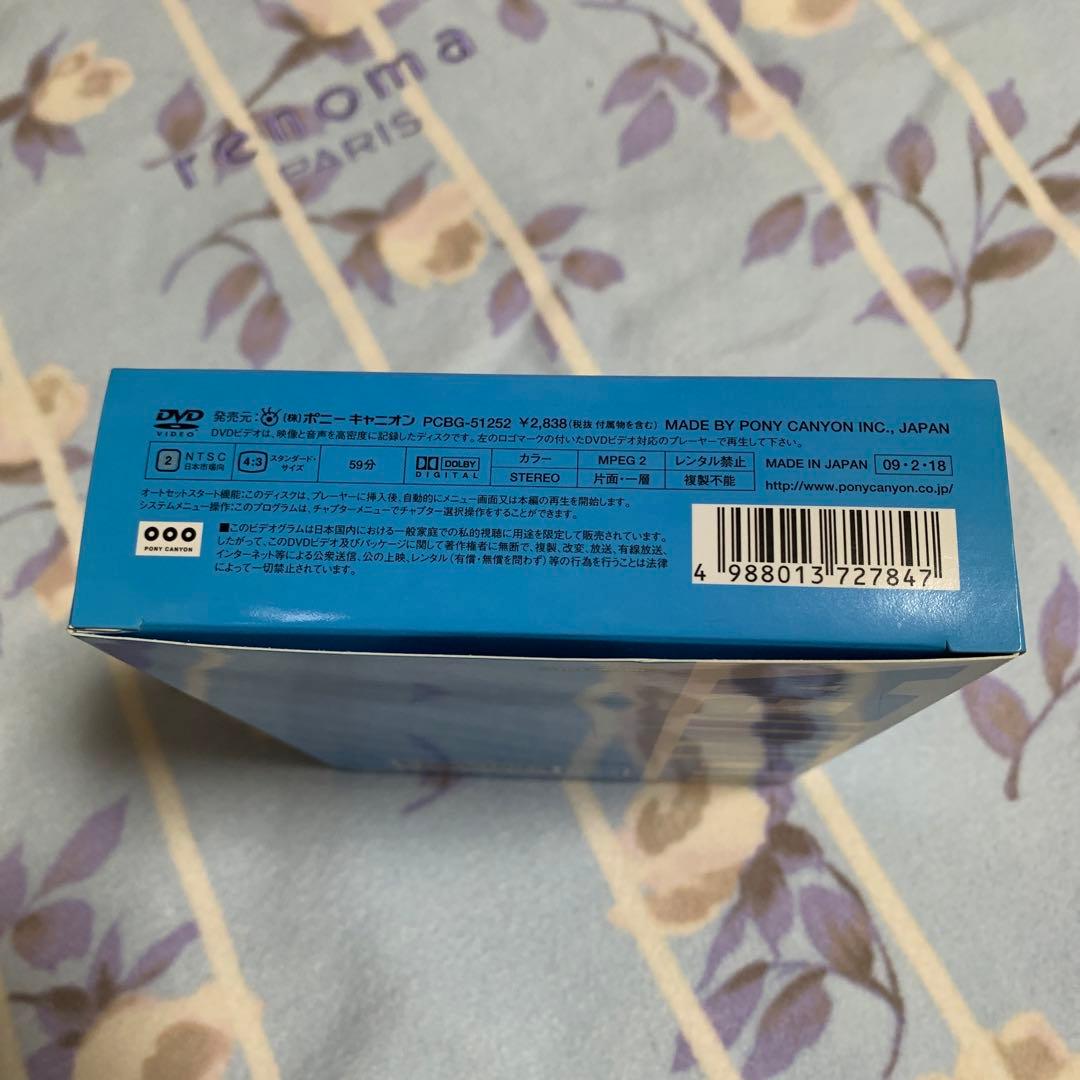 renoma
PARIS
DVD VIDEO 発売元: (株)ポニーキャニオン PCBG-51252 ¥2,838(税抜 付属物を含む) MADE BY PONY CANYON INC., JAPAN
DVDビデオは、映像と音声を高密度に記録したディスクです。左のロゴマークの付いたDVDビデオ対応のプレーヤーで再生して下さい。
2 NTSC 日本市場向 4:3 スタンダード・サイズ 59分 DOLBY DIGITAL カラー MPEG 2 レンタル禁止 MADE IN JAPAN 09・2・18
STEREO 片面・一層 複製不能 http://www.ponycanyon.co.jp/
オートセットスタート機能:このディスクは、プレーヤーに挿入後、自動的にメニュー画面又は本編の再生を開始します。
システムメニュー操作:このプログラムは、チャプターメニューでチャプター選択操作をすることができます。
PONY CANYON
■このビデオグラムは日本国内における一般家庭での私的視聴に用途を限定して販売されています。
したがって、このDVDビデオ及びパッケージに関して著作権者に無断で、複製、改変、放送、有線放送、
インターネット等による公衆送信、公の上映、レンタル(有償・無償を問わず)等の行為を行うことは法律
によって一切禁止されています。
4 988013 727847